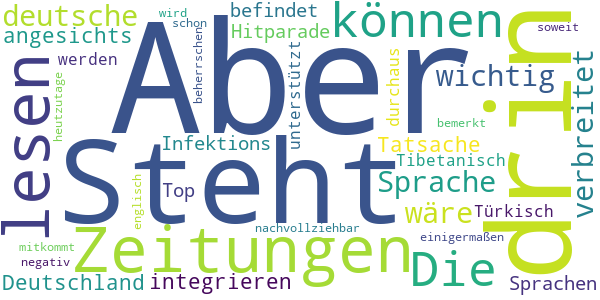 deutsche
wird
schon
befindet
können
soweit
angesichts
Hitparade
Aber
drin
lesen
werden
beherrschen
unterstützt
durchaus
wichtig
verbreitet
heutzutage
bemerkt
Steht
Infektions
Tatsache
Tibetanisch
Top
Sprache
englisch
wäre
Türkisch
nachvollziehbar
einigermaßen
mitkommt
Zeitungen
Die
negativ
Deutschland
integrieren
Sprachen